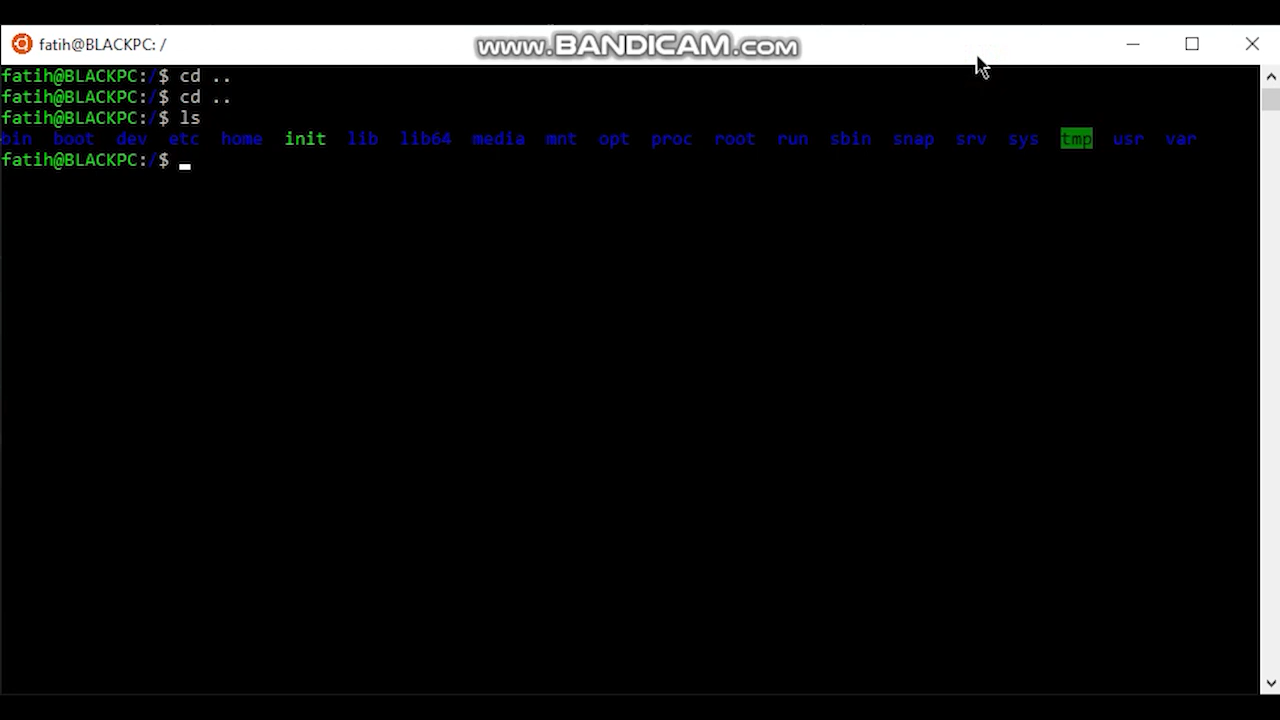 fatih@BLACKPC: /
www.BANDICAM.com
fatih@BLACKPC:/$ cd ..
fatih@BLACKPC:/$ cd ..
fatih@BLACKPC:/$ ls
bin boot dev etc home init lib lib64 media mnt opt proc root run sbin snap srv sys tmp usr var
fatih@BLACKPC:/$